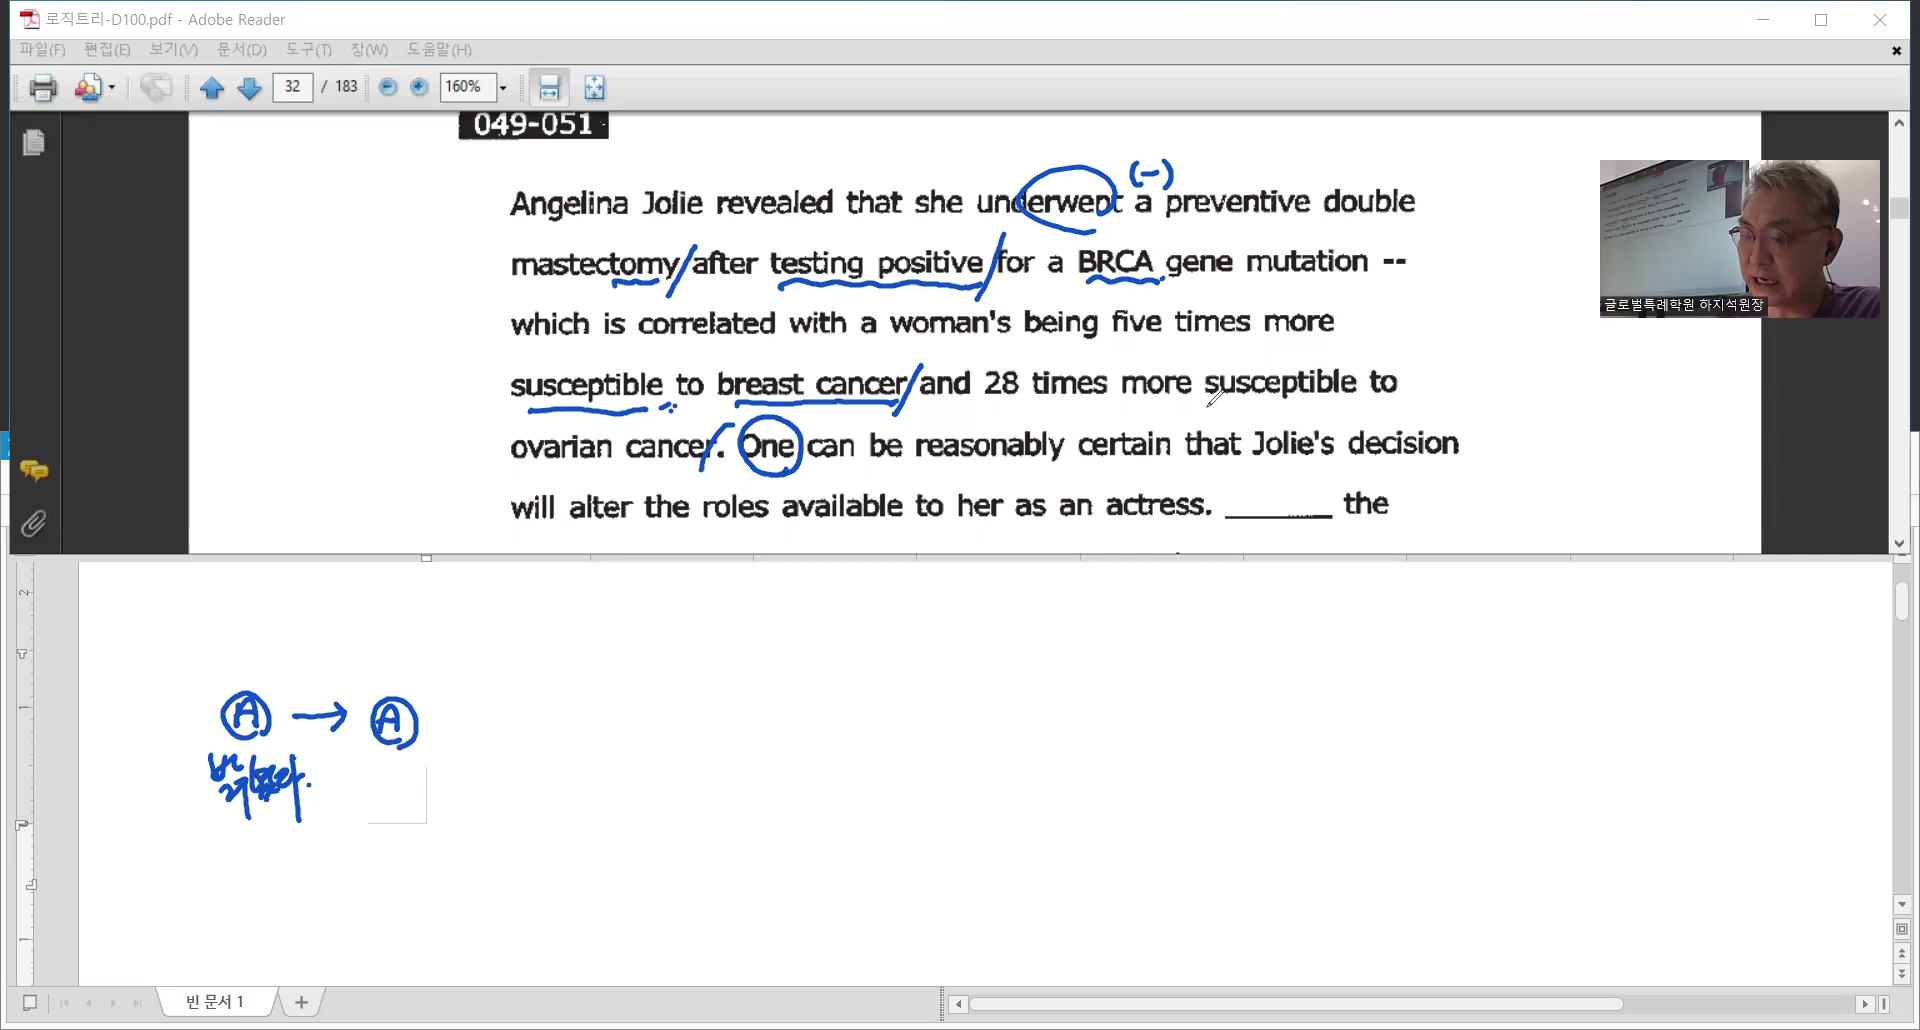 로직트리-D100.pdf - Adobe Reader
파일(F) 편집(E) 보기(V) 문서(D) 도구(T) 창(W) 도움말(H)
32 / 183 160%
049-051
(-)
Angelina Jolie revealed that she underwent a preventive double
mastectomy after testing positive for a BRCA gene mutation --
which is correlated with a woman's being five times more
susceptible to breast cancer and 28 times more susceptible to
ovarian cancer. One can be reasonably certain that Jolie's decision
will alter the roles available to her as an actress. ______ the
글로벌특례학원 하지석원장
2
1
1
A → A
빈 문서 1